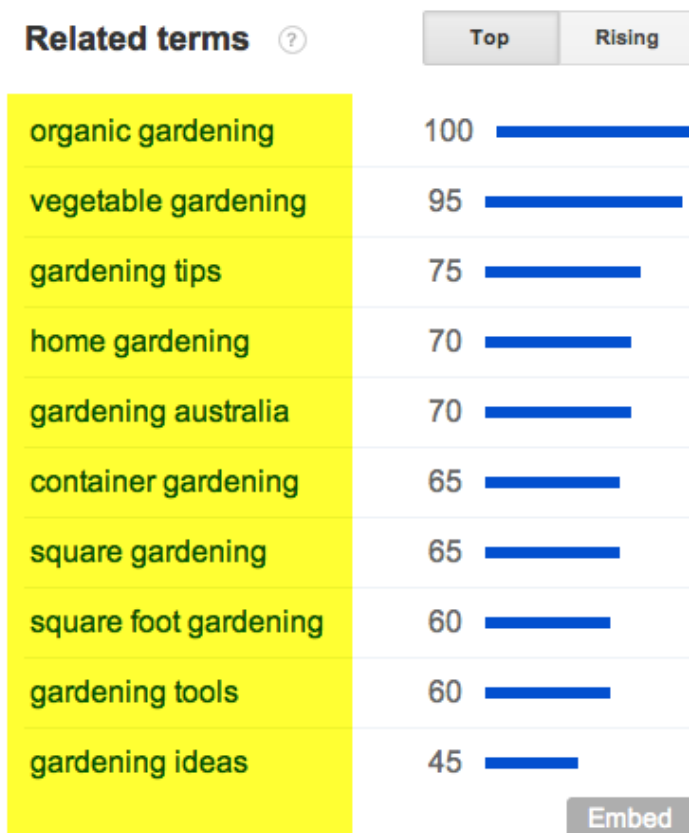 Related terms ? Top Rising
organic gardening 100
vegetable gardening 95
gardening tips 75
home gardening 70
gardening australia 70
container gardening 65
square gardening 65
square foot gardening 60
gardening tools 60
gardening ideas 45
Embed